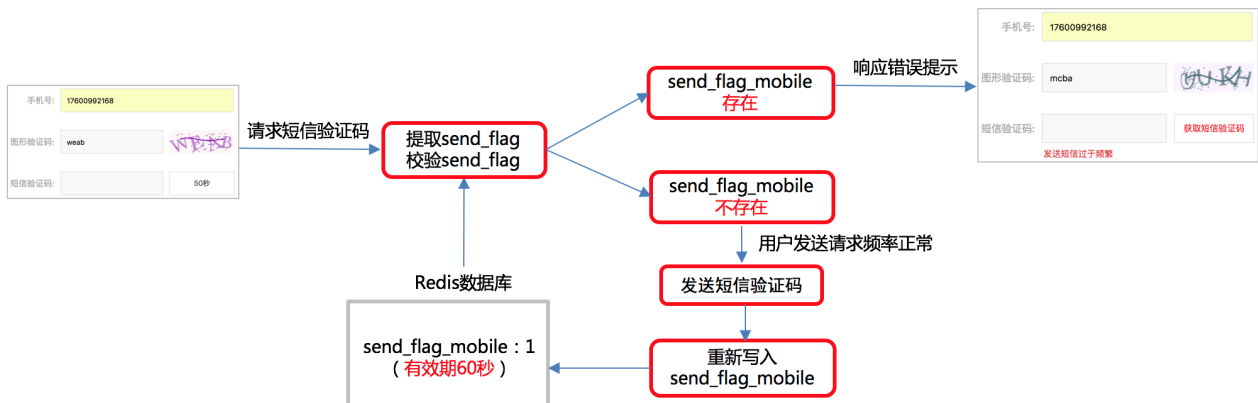 手机号:
17600992168
图形验证码:
weab
WEAB
短信验证码:
50秒
请求短信验证码
提取send_flag
校验send_flag
send_flag_mobile
存在
响应错误提示
手机号:
17600992168
图形验证码:
mcba
短信验证码:
获取短信验证码
发送短信过于频繁
send_flag_mobile
不存在
用户发送请求频率正常
发送短信验证码
重新写入
send_flag_mobile
Redis数据库
send_flag_mobile：1
（有效期60秒）